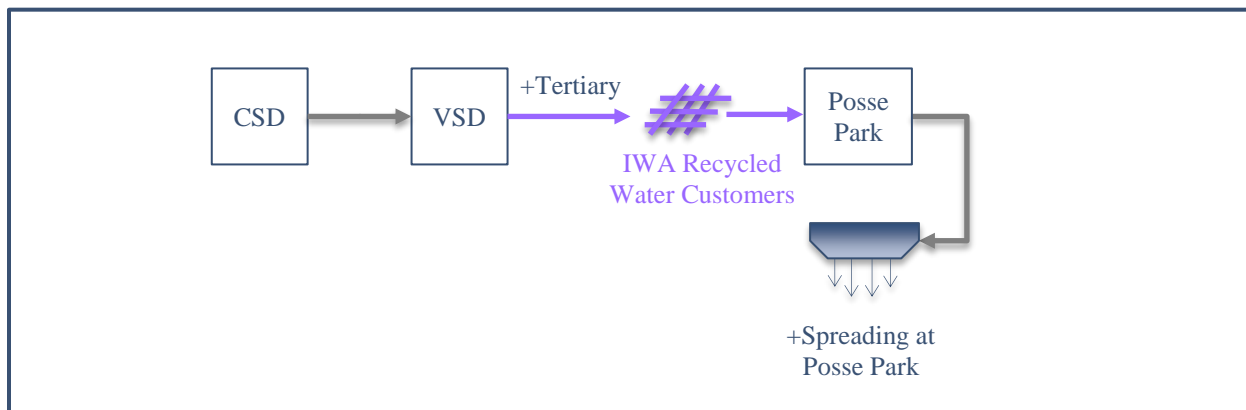 CSD
VSD
+Tertiary
IWA Recycled
Water Customers
Posse
Park
+Spreading at
Posse Park